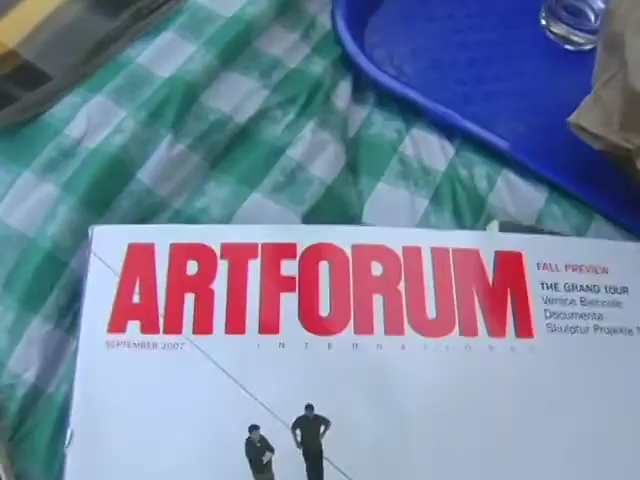 ARTFORUM
SEPTEMBER 2007
INTERNATIONAL
FALL PREVIEW
THE GRAND TOUR
Venice Biennale
Documenta
Skulptur Projekte